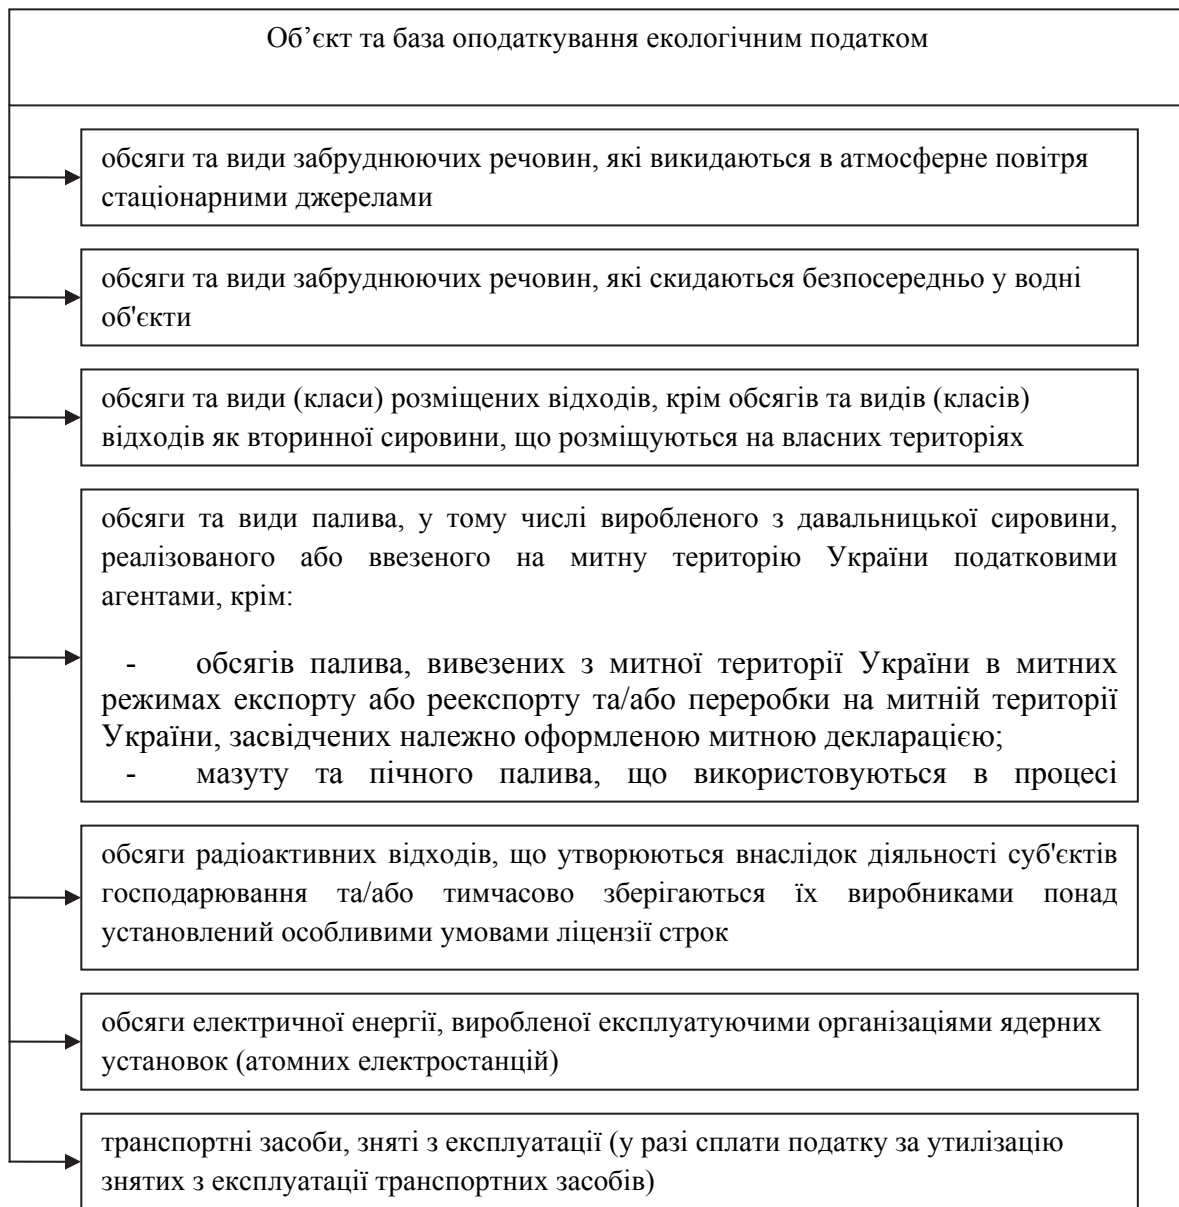 Об’єкт та база оподаткування екологічним податком
обсяги та види забруднюючих речовин, які викидаються в атмосферне повітря
стаціонарними джерелами
обсяги та види забруднюючих речовин, які скидаються безпосередньо у водні
об'єкти
обсяги та види (класи) розміщених відходів, крім обсягів та видів (класів)
відходів як вторинної сировини, що розміщуються на власних територіях
обсяги та види палива, у тому числі виробленого з давальницької сировини,
реалізованого або ввезеного на митну територію України податковими
агентами, крім:
- обсягів палива, вивезених з митної території України в митних
режимах експорту або реекспорту та/або переробки на митній території
України, засвідчених належно оформленою митною декларацією;
- мазуту та пічного палива, що використовуються в процесі
обсяги радіоактивних відходів, що утворюються внаслідок діяльності суб'єктів
господарювання та/або тимчасово зберігаються їх виробниками понад
установлений особливими умовами ліцензії строк
обсяги електричної енергії, виробленої експлуатуючими організаціями ядерних
установок (атомних електростанцій)
транспортні засоби, зняті з експлуатації (у разі сплати податку за утилізацію
знятих з експлуатації транспортних засобів)